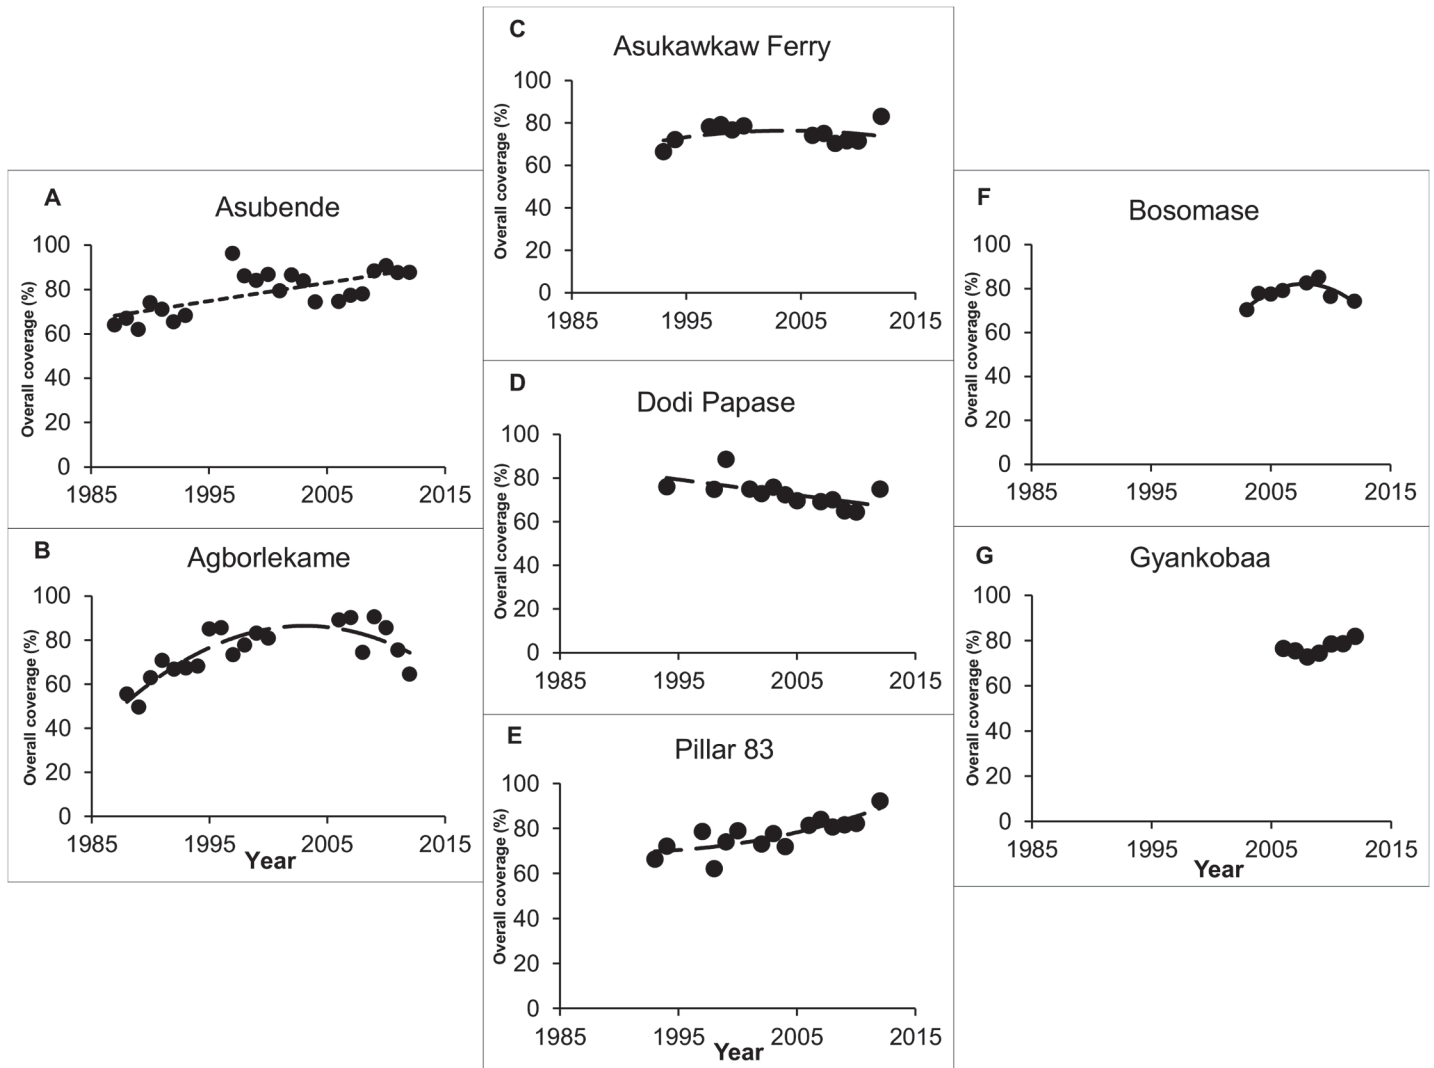 A
Asubende
Overall coverage (%)
100
80
60
40
20
0
1985 1995 2005 2015
B
Agborlekame
Overall coverage (%)
100
80
60
40
20
0
1985 1995 2005 2015
Year
C
Asukawkaw Ferry
Overall coverage (%)
100
80
60
40
20
0
1985 1995 2005 2015
D
Dodi Papase
Overall coverage (%)
100
80
60
40
20
0
1985 1995 2005 2015
E
Pillar 83
Overall coverage (%)
100
80
60
40
20
0
1985 1995 2005 2015
Year
F
Bosomase
Overall coverage (%)
100
80
60
40
20
0
1985 1995 2005 2015
G
Gyankobaa
Overall coverage (%)
100
80
60
40
20
0
1985 1995 2005 2015
Year